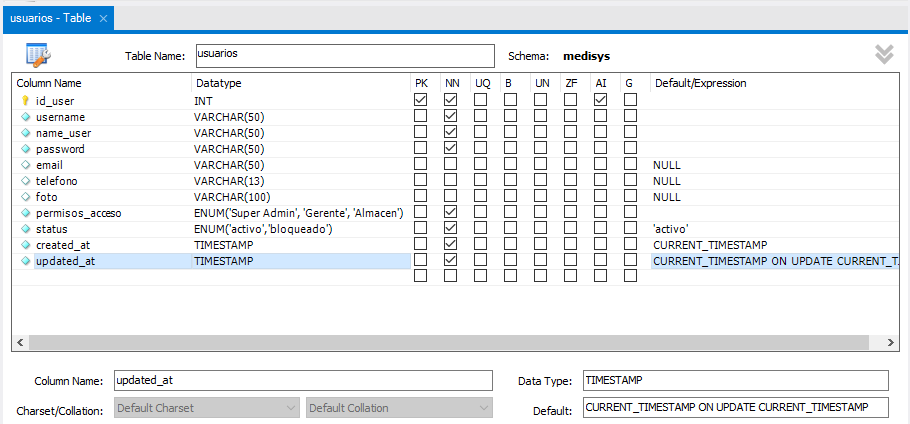 usuarios - Table ×
Table Name: usuarios Schema: medisys
Column Name Datatype PK NN UQ B UN ZF AI G Default/Expression
id_user INT
username VARCHAR(50)
name_user VARCHAR(50)
password VARCHAR(50)
email VARCHAR(50) NULL
telefono VARCHAR(13) NULL
foto VARCHAR(100) NULL
permisos_acceso ENUM('Super Admin', 'Gerente', 'Almacen')
status ENUM('activo','bloqueado') 'activo'
created_at TIMESTAMP CURRENT_TIMESTAMP
updated_at TIMESTAMP CURRENT_TIMESTAMP ON UPDATE CURRENT_T
Column Name: updated_at Data Type: TIMESTAMP
Charset/Collation: Default Charset Default Collation Default: CURRENT_TIMESTAMP ON UPDATE CURRENT_TIMESTAMP